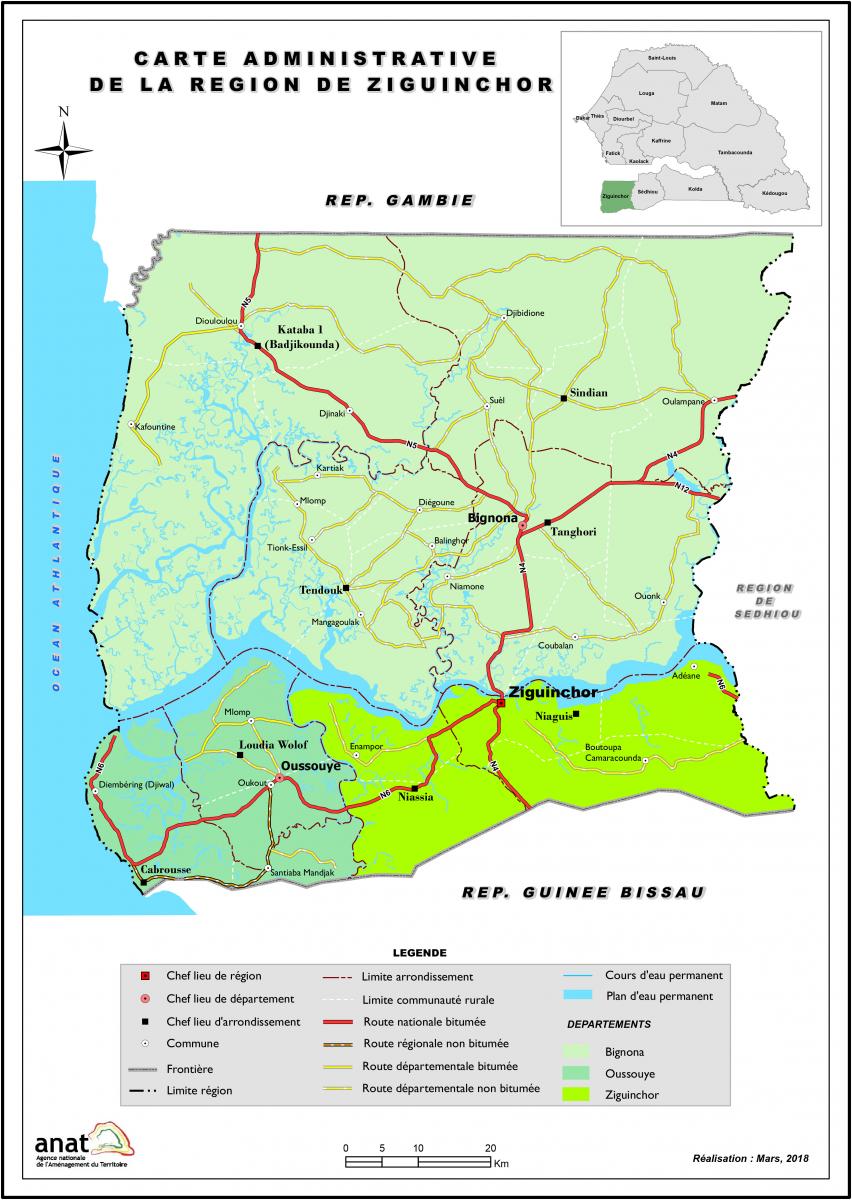 CARTE ADMINISTRATIVE
DE LA REGION DE ZIGUINCHOR
N
Saint-Louis
Louga
Matam
Dakar
Thiès
Diourbel
Kaffrine
Fatick
Kaolack
Tambacounda
Ziguinchor
Sédhiou
Kolda
Kédougou
REP. GAMBIE
N5
Diouloulou
Kataba 1
(Badjikounda)
Djibidione
Sindian
Suèl
Oulampane
Djinaki
Kafountine
N5
N4
Kartiak
N12
Mlomp
Diégoune
Bignona
Tanghori
Tionk-Essil
Balinghor
N4
Tendouk
Niamone
Ouonk
Mangagoulak
Coubalan
OCEAN ATHLANTIQUE
REGION
DE
SEDHIOU
Adéane
N6
Ziguinchor
Niaguis
Mlomp
Loudia Wolof
Enampor
Boutoupa
Camaracounda
N6
Oussouye
Oukout
N4
Diembéring (Djiwal)
N6
Niassia
Cabrousse
Santiaba Mandjak
REP. GUINEE BISSAU
LEGENDE
Chef lieu de région
Chef lieu de département
Chef lieu d'arrondissement
Commune
Frontière
Limite région
Limite arrondissement
Limite communauté rurale
Route nationale bitumée
Route régionale non bitumée
Route départementale bitumée
Route départementale non bitumée
Cours d'eau permanent
Plan d'eau permanent
DEPARTEMENTS
Bignona
Oussouye
Ziguinchor
anat
Agence nationale
de l'Aménagement du Territoire
0 5 10 20
Km
Réalisation : Mars, 2018